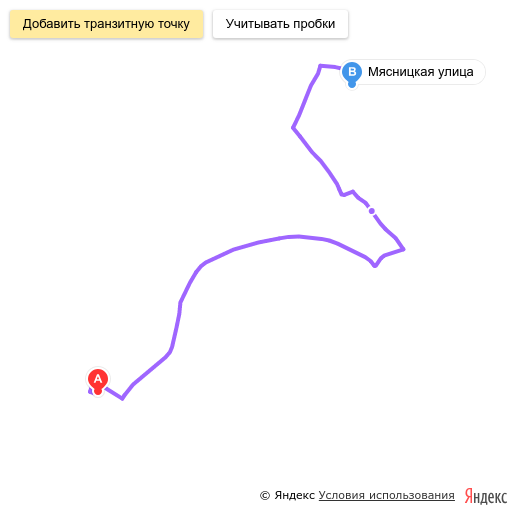 Добавить транзитную точку
Учитывать пробки
B
Мясницкая улица
A
© Яндекс Условия использования
Яндекс